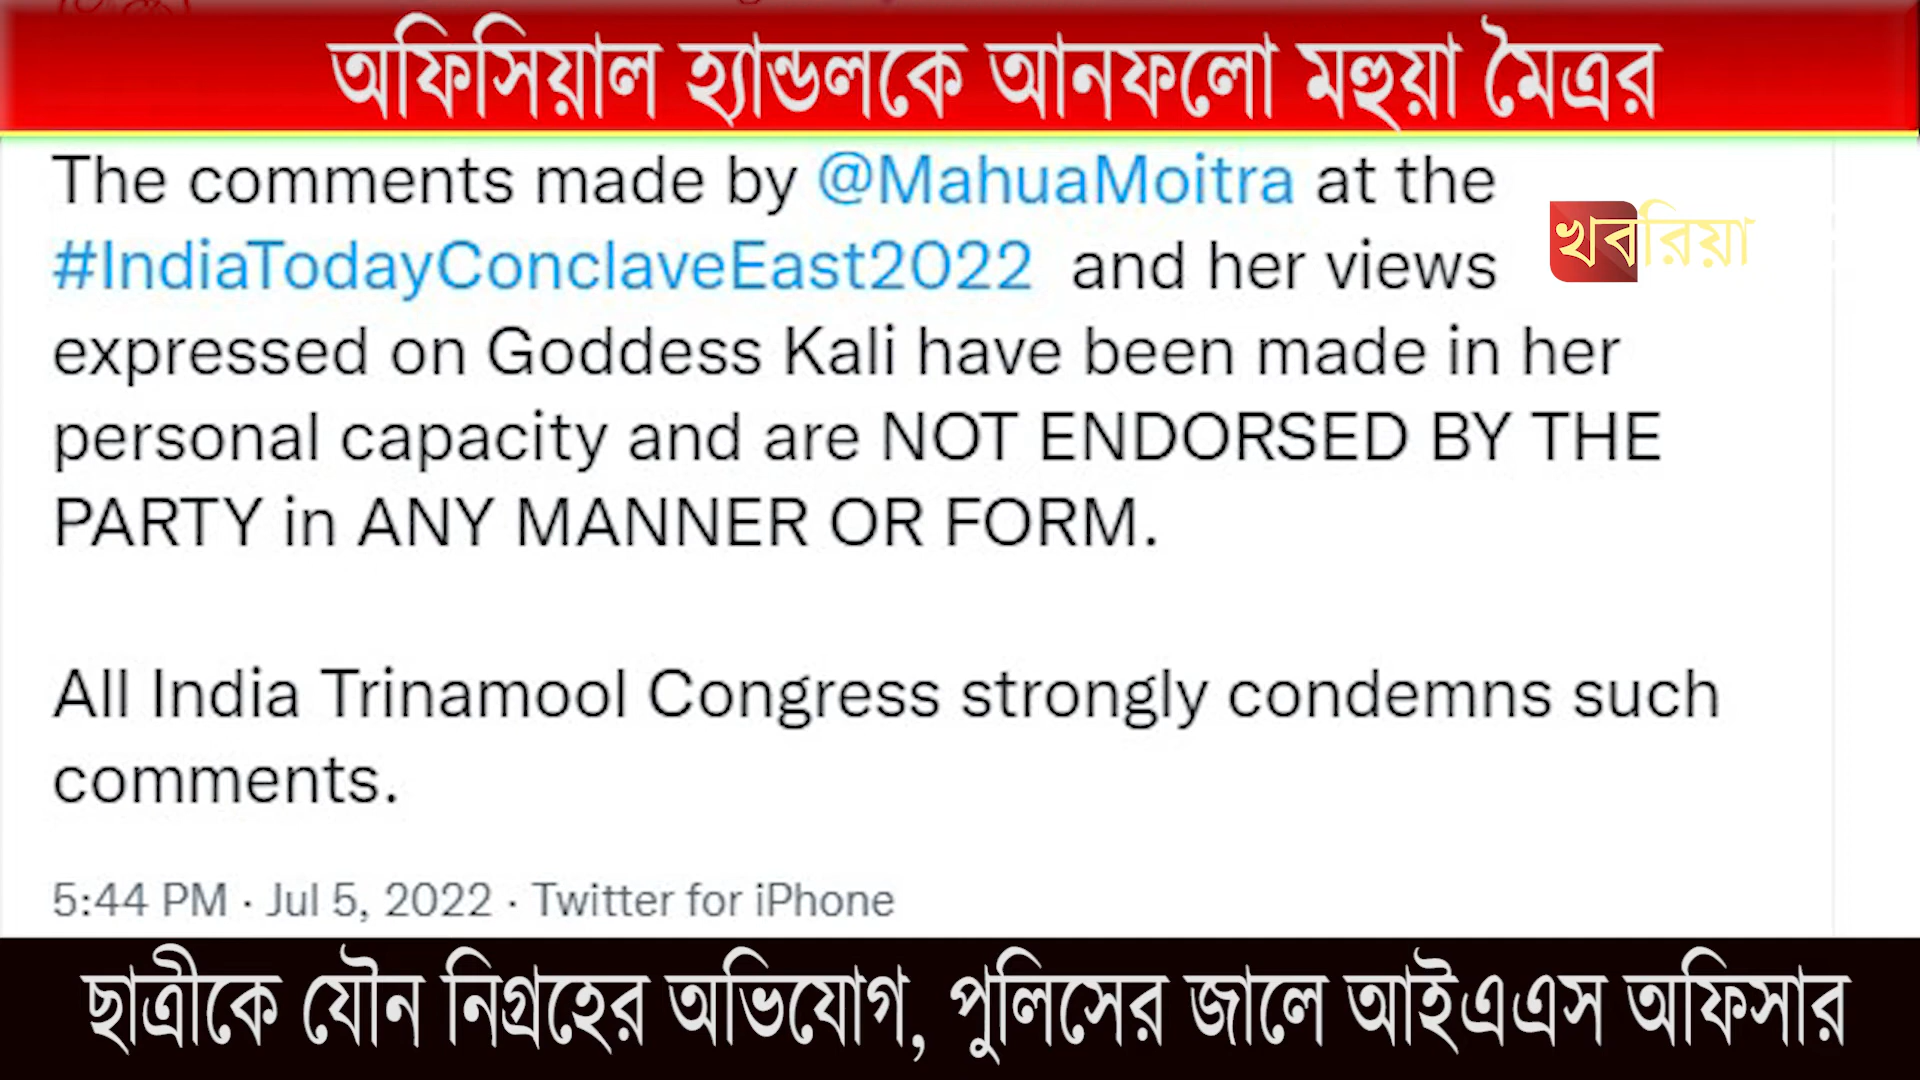 অফিসিয়াল হ্যান্ডলকে আনফলো মহুয়া মৈত্রর
The comments made by @MahuaMoitra at the
#IndiaTodayConclaveEast2022 and her views
খবরিয়া
expressed on Goddess Kali have been made in her
personal capacity and are NOT ENDORSED BY THE
PARTY in ANY MANNER OR FORM.
All India Trinamool Congress strongly condemns such
comments.
5:44 PM · Jul 5, 2022 · Twitter for iPhone
ছাত্রীকে যৌন নিগ্রহের অভিযোগ, পুলিসের জালে আইএএস অফিসার